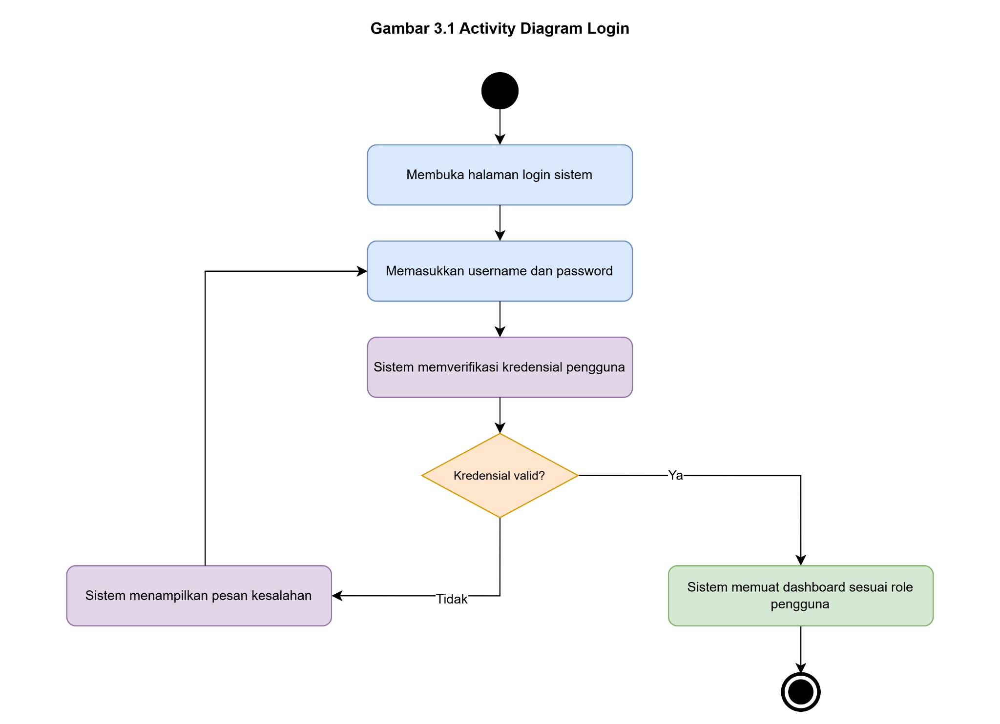 Gambar 3.1 Activity Diagram Login
Membuka halaman login sistem
Memasukkan username dan password
Sistem memverifikasi kredensial pengguna
Kredensial valid?
Ya
Tidak
Sistem menampilkan pesan kesalahan
Sistem memuat dashboard sesuai role
pengguna